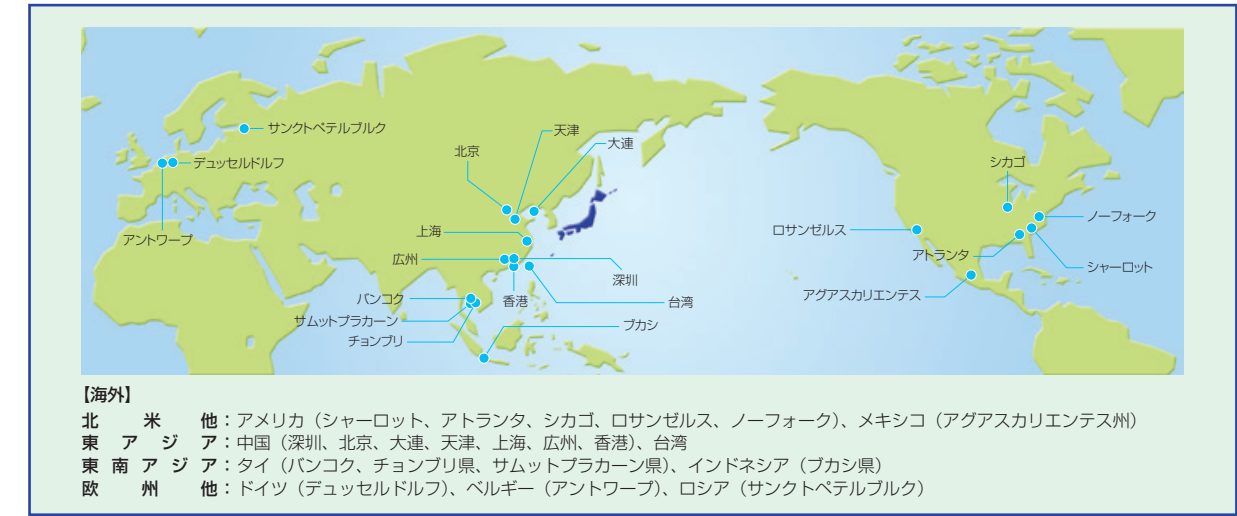 サンクトペテルブルク
デュッセルドルフ
アントワープ
北京
天津
大連
上海
広州
深圳
香港
台湾
バンコク
サムットプラカーン
チョンブリ
ブカシ
シカゴ
ノーフォーク
ロサンゼルス
アトランタ
シャーロット
アグアスカリエンテス
【海外】
北米他：アメリカ（シャーロット、アトランタ、シカゴ、ロサンゼルス、ノーフォーク）、メキシコ（アグアスカリエンテス州）
東アジア：中国（深圳、北京、大連、天津、上海、広州、香港）、台湾
東南アジア：タイ（バンコク、チョンブリ県、サムットプラカーン県）、インドネシア（ブカシ県）
欧州他：ドイツ（デュッセルドルフ）、ベルギー（アントワープ）、ロシア（サンクトペテルブルク）